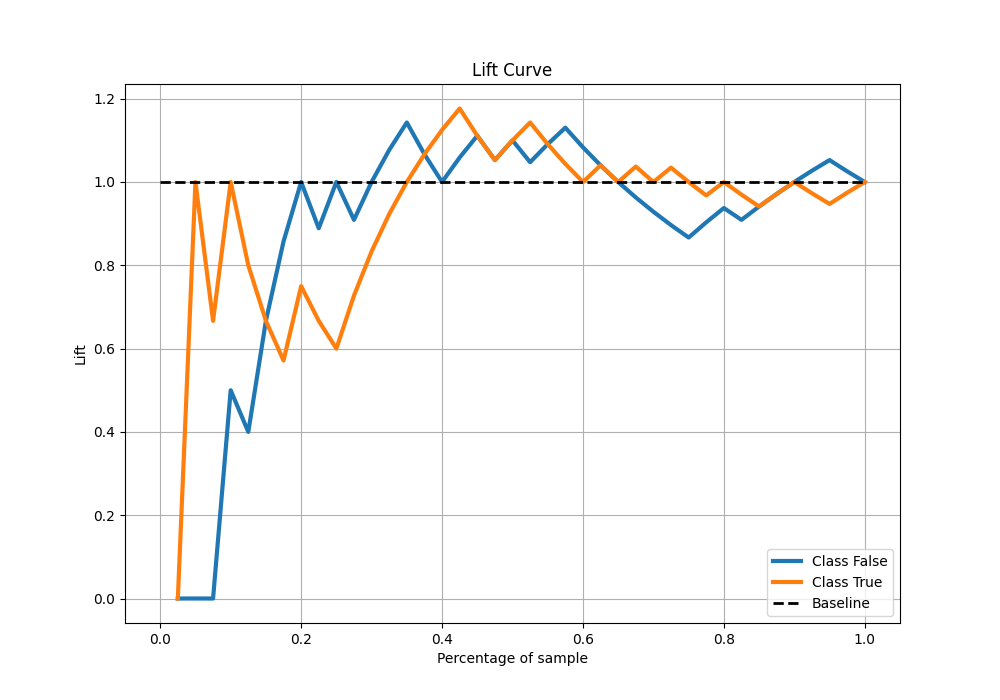 Lift Curve
1.2
1.0
0.8
0.6
0.4
0.2
0.0
Lift
0.0 0.2 0.4 0.6 0.8 1.0
Percentage of sample
Class False
Class True
Baseline